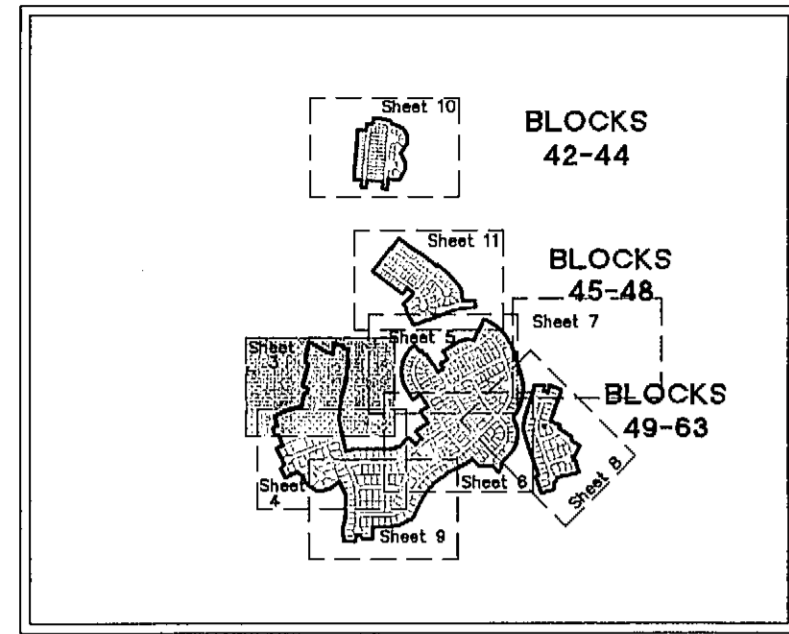 Sheet 10
BLOCKS
42-44
Sheet 11
BLOCKS
45-48
Sheet 7
Sheet 5
Sheet
3
BLOCKS
49-63
Sheet
4
Sheet 6
Sheet 8
Sheet 9